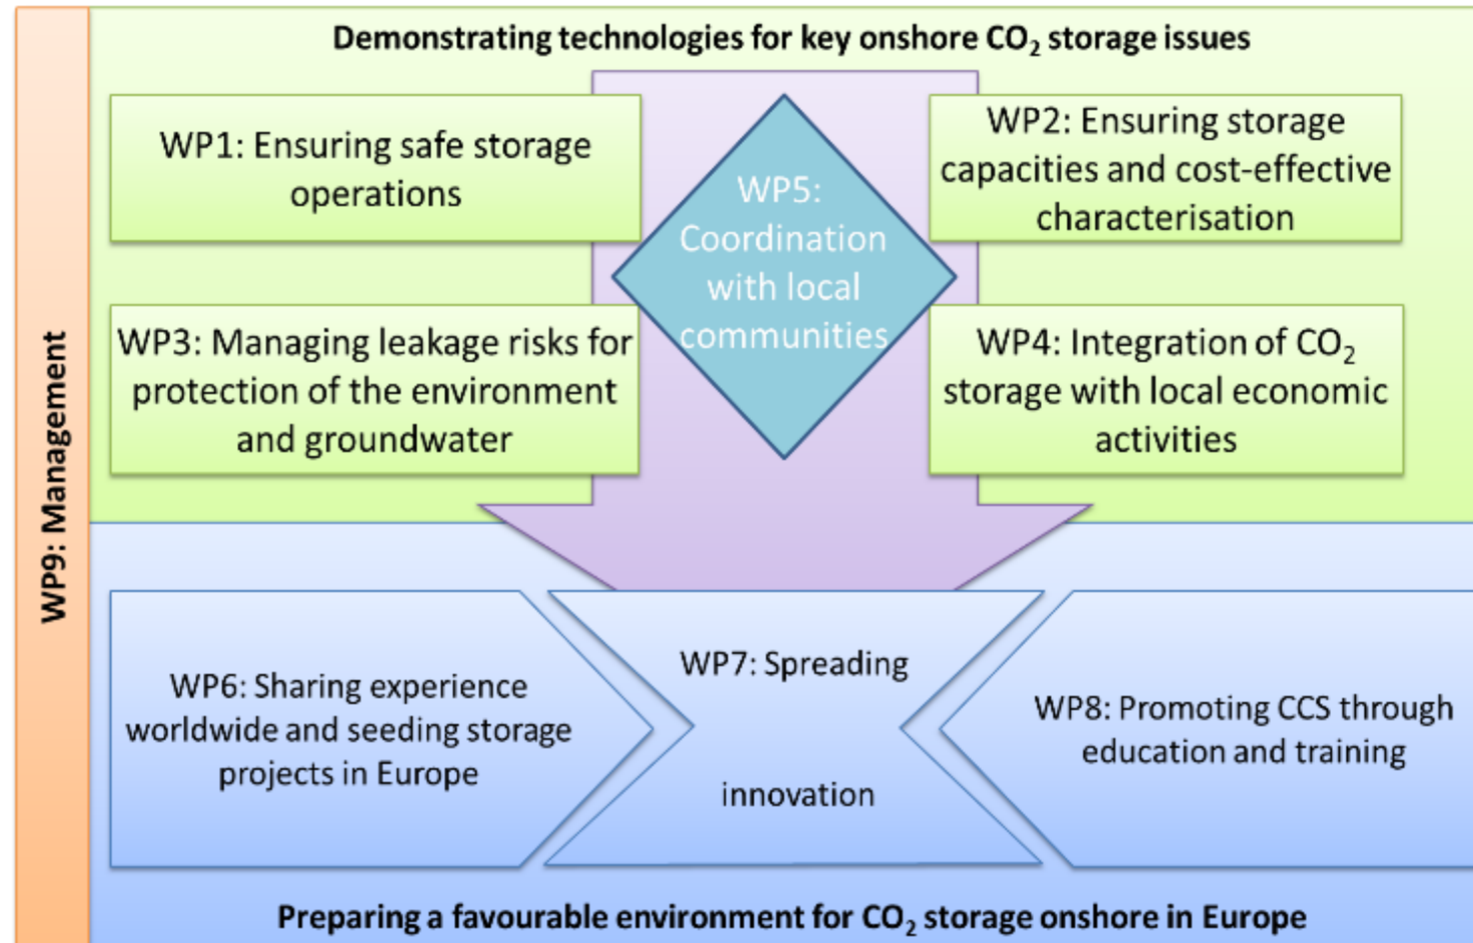 Demonstrating technologies for key onshore CO₂ storage issues
WP1: Ensuring safe storage
operations
WP5:
Coordination
with local
communities
WP2: Ensuring storage
capacities and cost-effective
characterisation
WP3: Managing leakage risks for
protection of the environment
and groundwater
WP4: Integration of CO₂
storage with local economic
activities
WP9: Management
WP6: Sharing experience
worldwide and seeding storage
projects in Europe
WP7: Spreading
innovation
WP8: Promoting CCS through
education and training
Preparing a favourable environment for CO₂ storage onshore in Europe